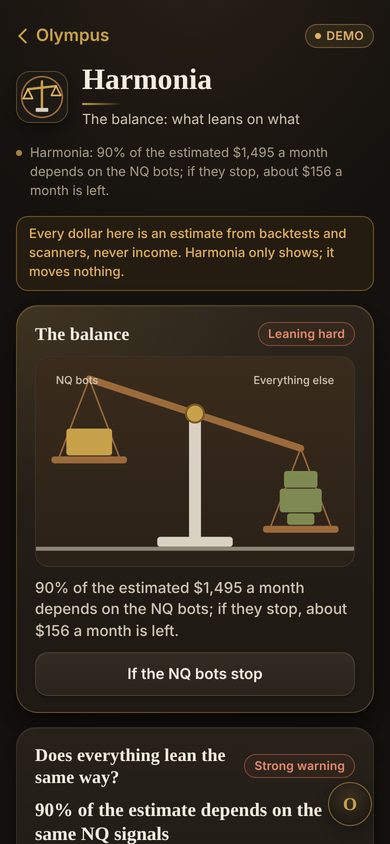 Olympus
DEMO
Harmonia
The balance: what leans on what
Harmonia: 90% of the estimated $1,495 a month
depends on the NQ bots; if they stop, about $156 a
month is left.
Every dollar here is an estimate from backtests and
scanners, never income. Harmonia only shows; it
moves nothing.
The balance
Leaning hard
NQ bots
Everything else
90% of the estimated $1,495 a month
depends on the NQ bots; if they stop, about
$156 a month is left.
If the NQ bots stop
Does everything lean the
same way?
Strong warning
90% of the estimate depends on the
same NQ signals
O